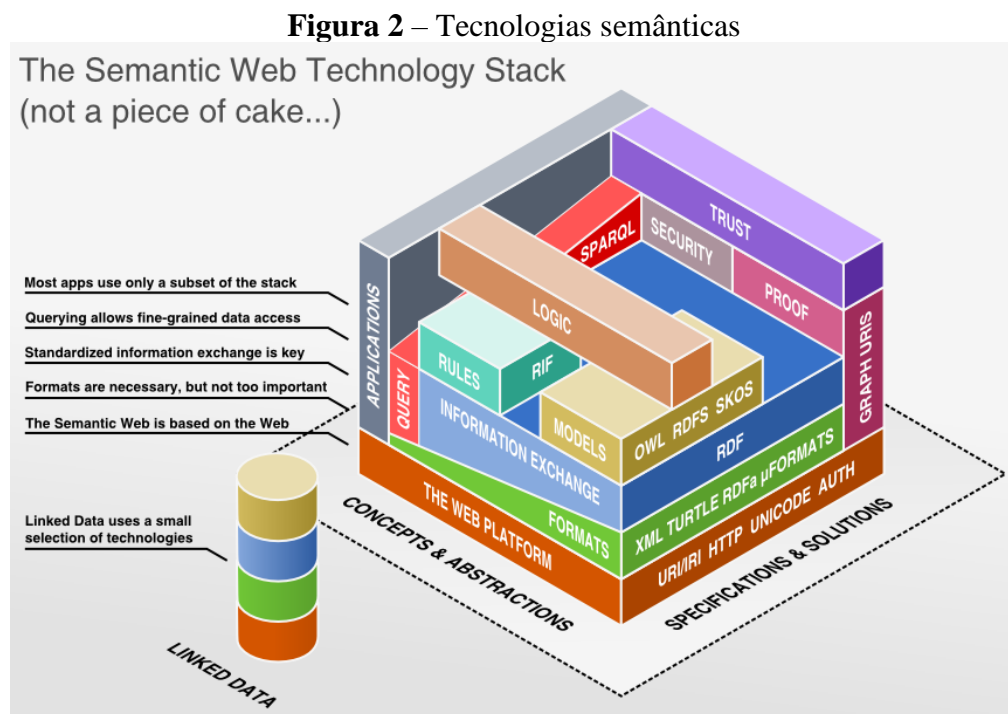 Figura 2 – Tecnologias semânticas
The Semantic Web Technology Stack
(not a piece of cake...)
Most apps use only a subset of the stack
Querying allows fine-grained data access
Standardized information exchange is key
Formats are necessary, but not too important
The Semantic Web is based on the Web
Linked Data uses a small
selection of technologies
LINKED DATA
APPLICATIONS
QUERY
RULES
RIF
LOGIC
SPARQL
SECURITY
TRUST
PROOF
GRAPH URIS
INFORMATION EXCHANGE
MODELS
OWL RDFS SKOS
RDF
FORMATS
XML TURTLE RDFa µFORMATS
THE WEB PLATFORM
URI/IRI HTTP UNICODE AUTH
CONCEPTS & ABSTRACTIONS
SPECIFICATIONS & SOLUTIONS